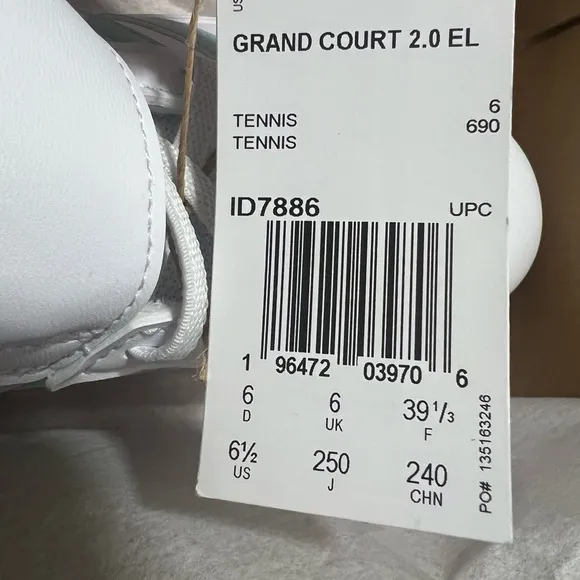 US
GRAND COURT 2.0 EL
6
TENNIS 690
TENNIS
ID7886 UPC
1 96472 03970 6
6 6 39 1/3
D UK F
6½ 250 240
US J CHN
PO# 135163246